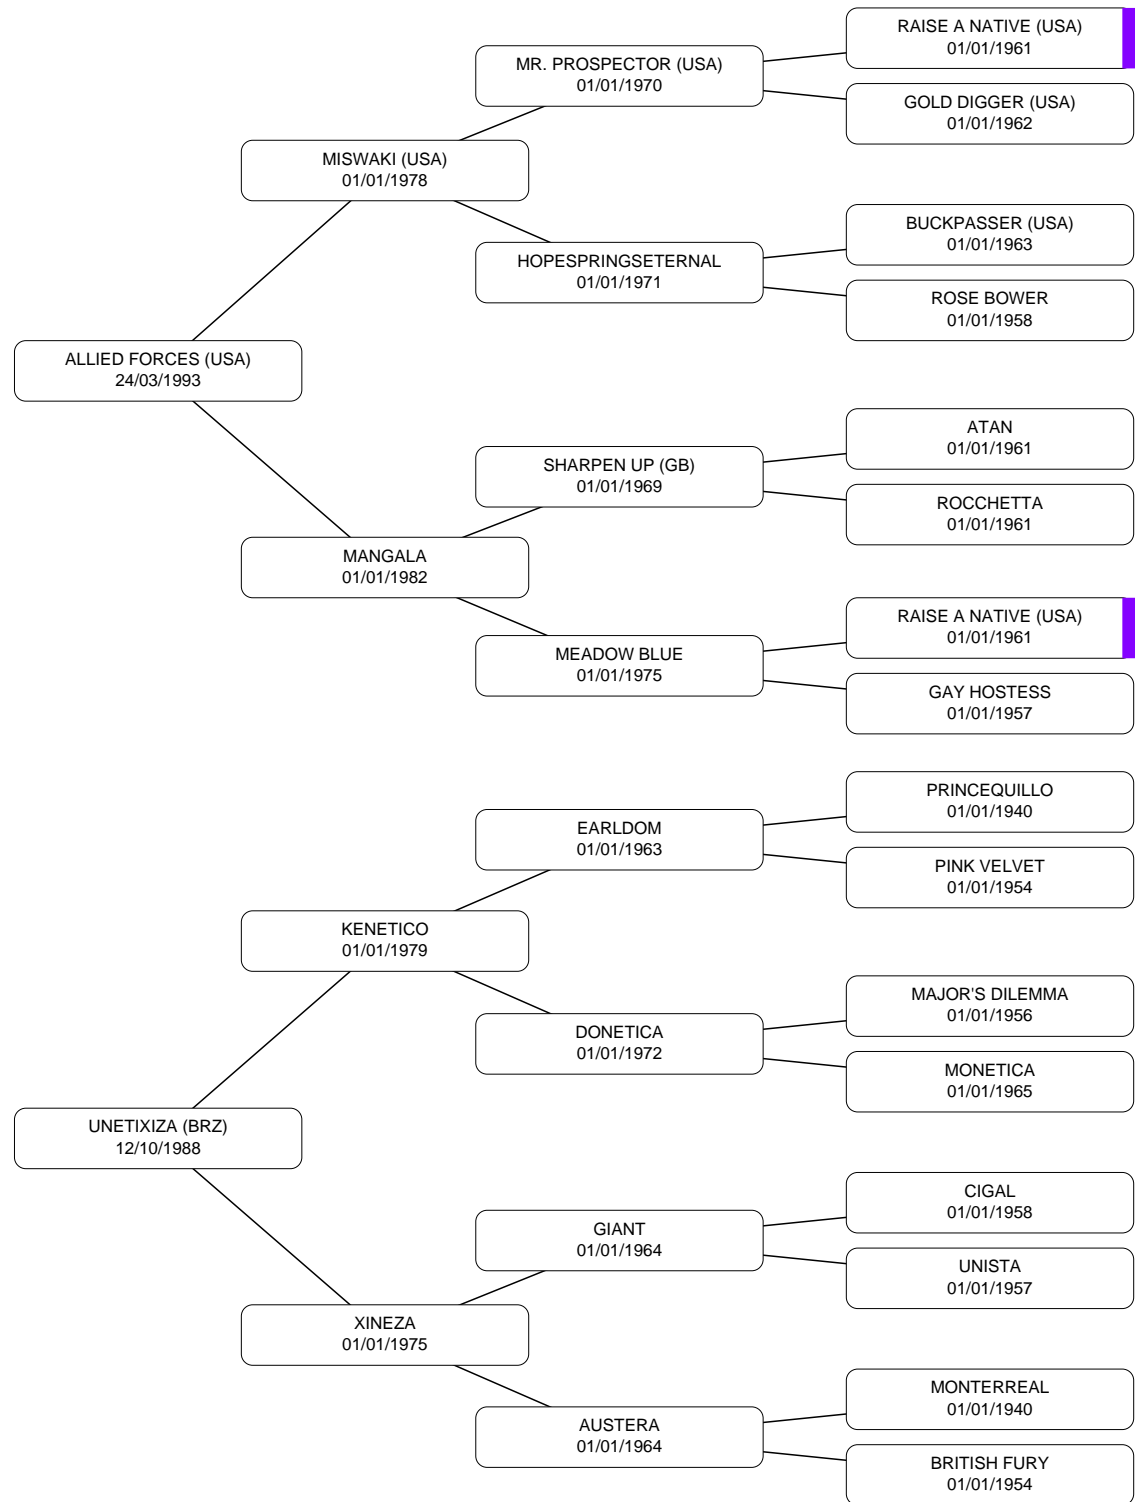 RAISE A NATIVE (USA)
01/01/1961
MR. PROSPECTOR (USA)
01/01/1970
GOLD DIGGER (USA)
01/01/1962
MISWAKI (USA)
01/01/1978
BUCKPASSER (USA)
01/01/1963
HOPESPRINGSETERNAL
01/01/1971
ROSE BOWER
01/01/1958
ALLIED FORCES (USA)
24/03/1993
ATAN
01/01/1961
SHARPEN UP (GB)
01/01/1969
ROCCHETTA
01/01/1961
MANGALA
01/01/1982
RAISE A NATIVE (USA)
01/01/1961
MEADOW BLUE
01/01/1975
GAY HOSTESS
01/01/1957
PRINCEQUILLO
01/01/1940
EARLDOM
01/01/1963
PINK VELVET
01/01/1954
KENETICO
01/01/1979
MAJOR'S DILEMMA
01/01/1956
DONETICA
01/01/1972
MONETICA
01/01/1965
UNETIXIZA (BRZ)
12/10/1988
CIGAL
01/01/1958
GIANT
01/01/1964
UNISTA
01/01/1957
XINEZA
01/01/1975
MONTERREAL
01/01/1940
AUSTERA
01/01/1964
BRITISH FURY
01/01/1954